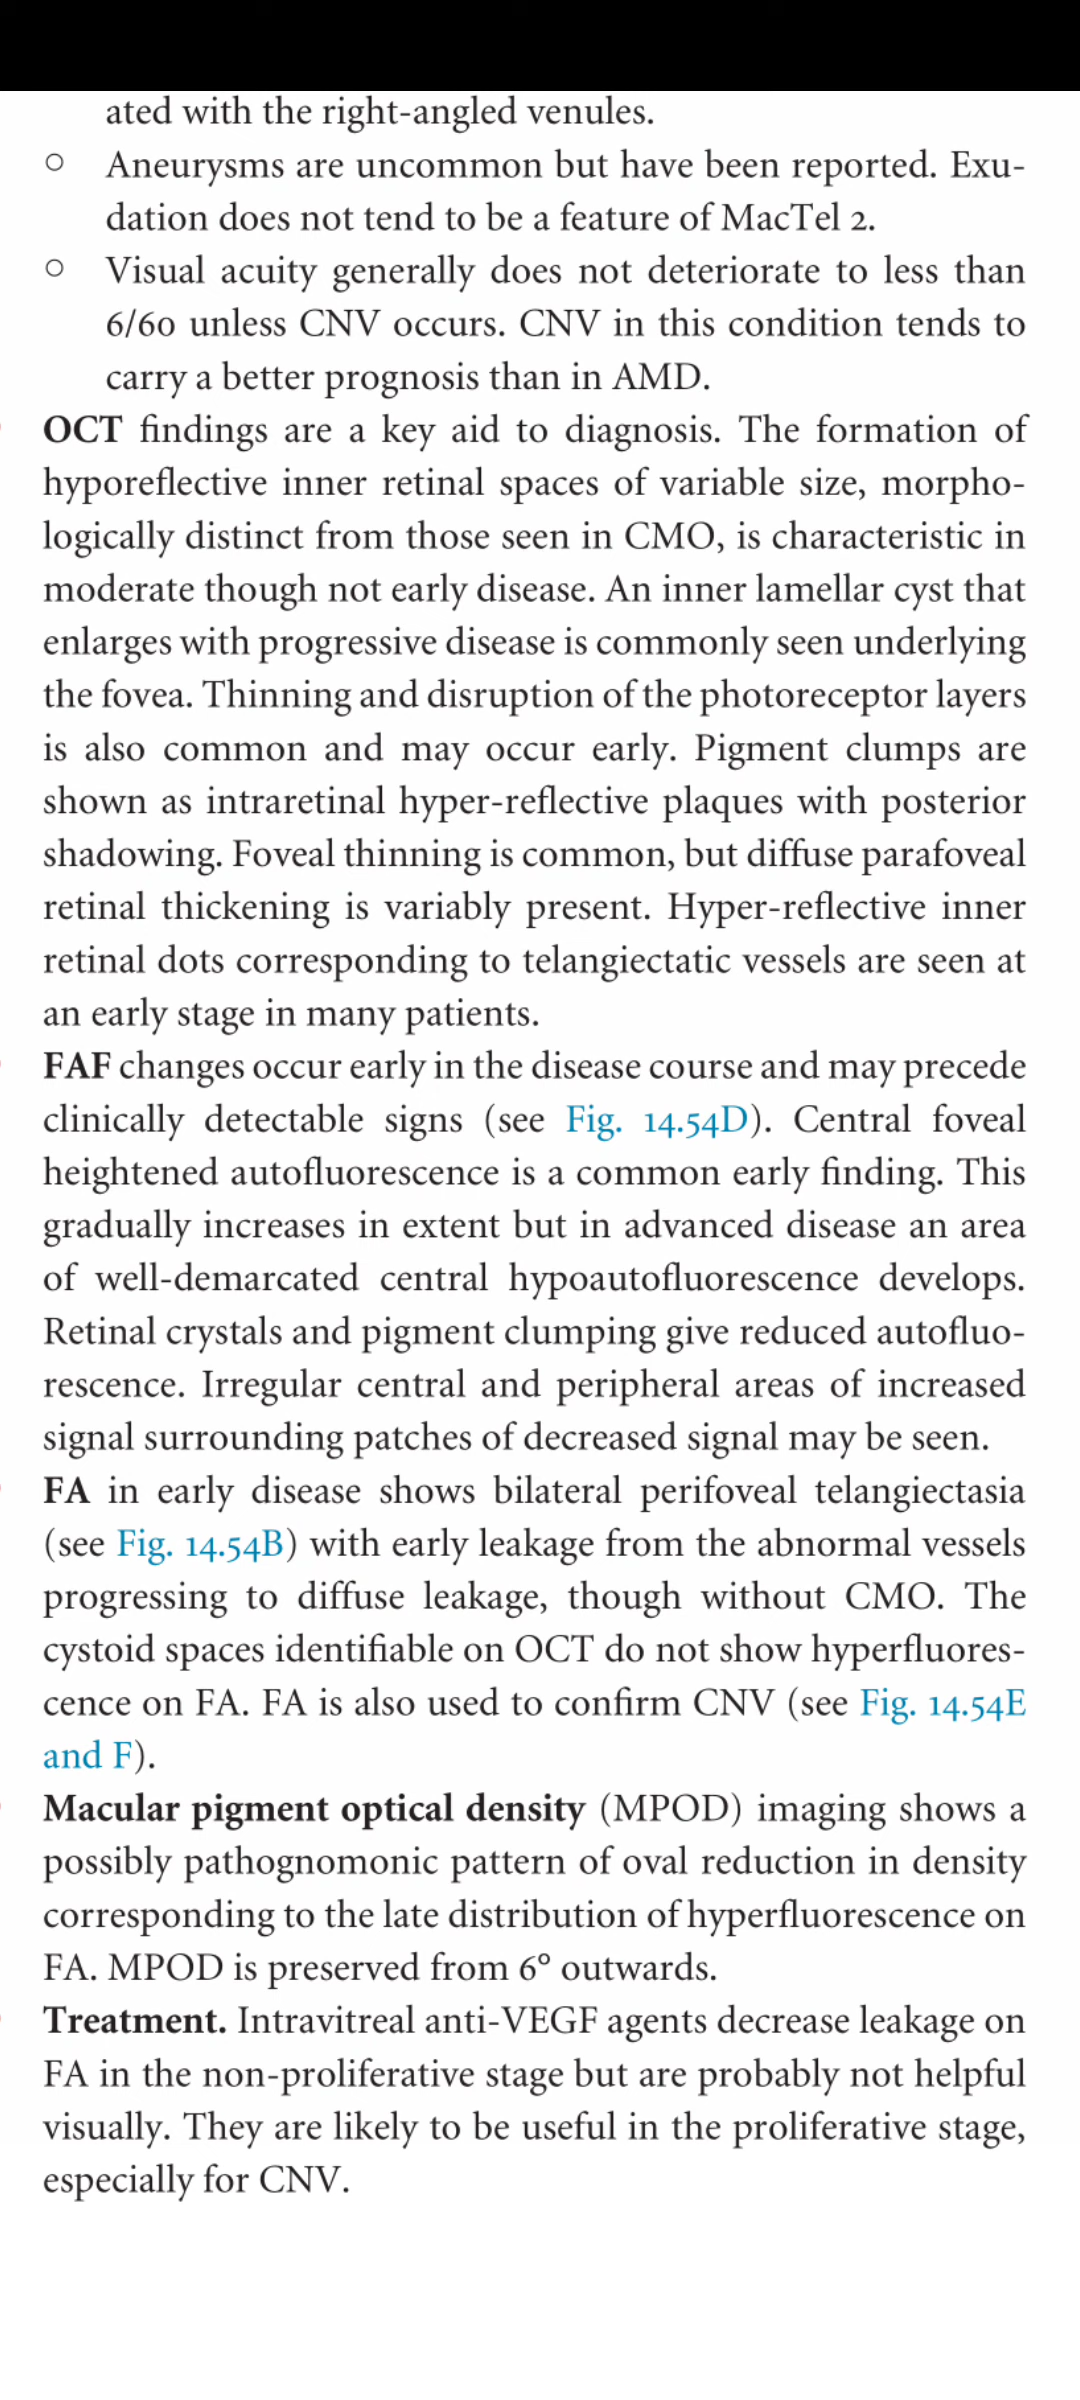 ated with the right-angled venules.
○ Aneurysms are uncommon but have been reported. Exu-
dation does not tend to be a feature of MacTel 2.
○ Visual acuity generally does not deteriorate to less than
6/60 unless CNV occurs. CNV in this condition tends to
carry a better prognosis than in AMD.
OCT findings are a key aid to diagnosis. The formation of
hyporeflective inner retinal spaces of variable size, morpho-
logically distinct from those seen in CMO, is characteristic in
moderate though not early disease. An inner lamellar cyst that
enlarges with progressive disease is commonly seen underlying
the fovea. Thinning and disruption of the photoreceptor layers
is also common and may occur early. Pigment clumps are
shown as intraretinal hyper-reflective plaques with posterior
shadowing. Foveal thinning is common, but diffuse parafoveal
retinal thickening is variably present. Hyper-reflective inner
retinal dots corresponding to telangiectatic vessels are seen at
an early stage in many patients.
FAF changes occur early in the disease course and may precede
clinically detectable signs (see Fig. 14.54D). Central foveal
heightened autofluorescence is a common early finding. This
gradually increases in extent but in advanced disease an area
of well-demarcated central hypoautofluorescence develops.
Retinal crystals and pigment clumping give reduced autofluo-
rescence. Irregular central and peripheral areas of increased
signal surrounding patches of decreased signal may be seen.
FA in early disease shows bilateral perifoveal telangiectasia
(see Fig. 14.54B) with early leakage from the abnormal vessels
progressing to diffuse leakage, though without CMO. The
cystoid spaces identifiable on OCT do not show hyperfluores-
cence on FA. FA is also used to confirm CNV (see Fig. 14.54E
and F).
Macular pigment optical density (MPOD) imaging shows a
possibly pathognomonic pattern of oval reduction in density
corresponding to the late distribution of hyperfluorescence on
FA. MPOD is preserved from 6° outwards.
Treatment. Intravitreal anti-VEGF agents decrease leakage on
FA in the non-proliferative stage but are probably not helpful
visually. They are likely to be useful in the proliferative stage,
especially for CNV.